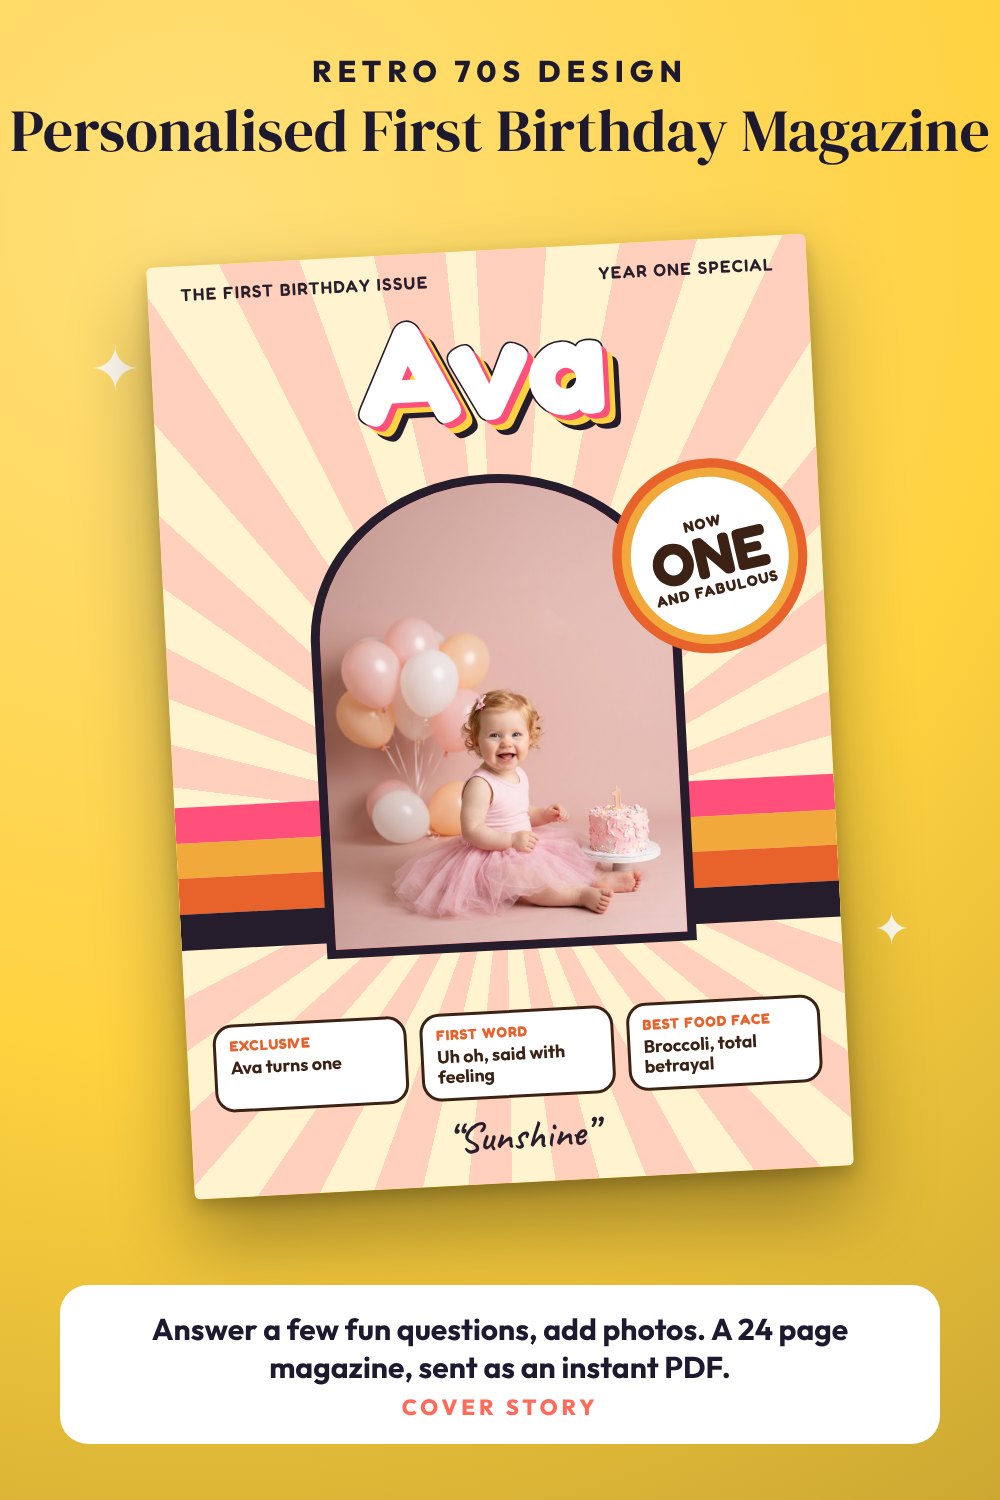 RETRO 70S DESIGN
Personalised First Birthday Magazine
THE FIRST BIRTHDAY ISSUE
YEAR ONE SPECIAL
Ava
NOW
ONE
AND FABULOUS
1
EXCLUSIVE
Ava turns one
FIRST WORD
Uh oh, said with
feeling
BEST FOOD FACE
Broccoli, total
betrayal
“Sunshine”
Answer a few fun questions, add photos. A 24 page
magazine, sent as an instant PDF.
COVER STORY